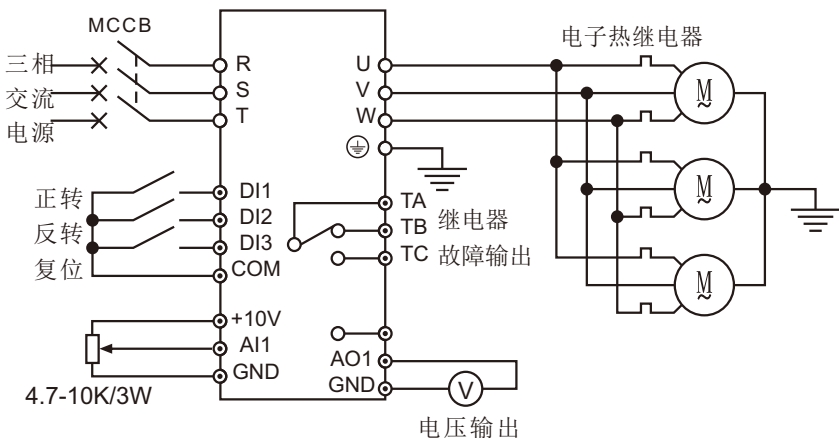 MCCB
电子热继电器
三相
交流
电源
R
S
T
U
V
W
M
~
正转
反转
复位
DI1
DI2
DI3
COM
TA
TB
TC
继电器
故障输出
M
~
+10V
AI1
GND
4.7-10K/3W
AO1
GND
V
电压输出
M
~